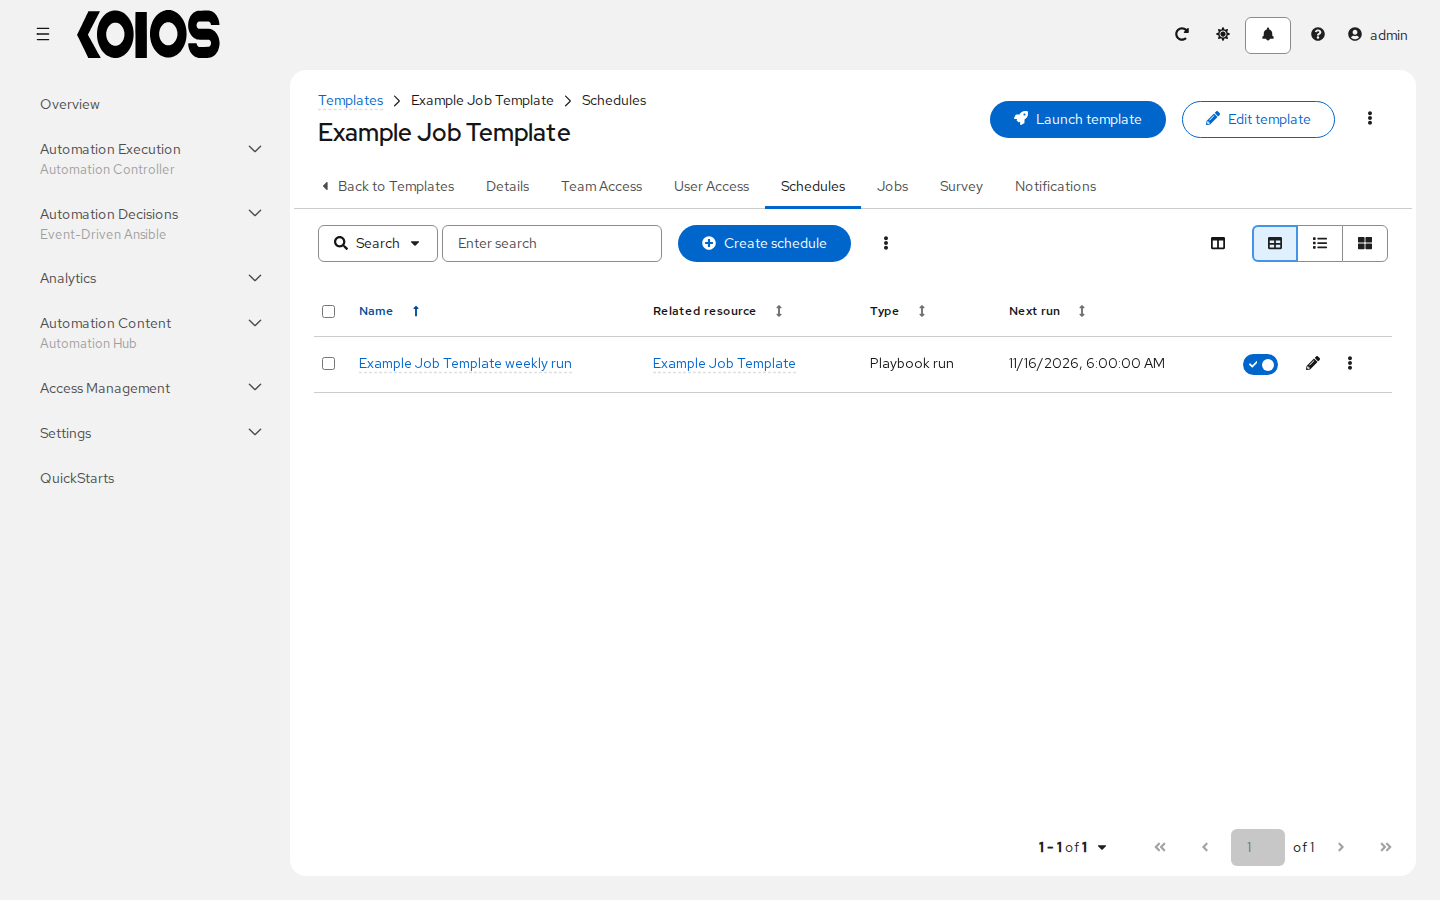 KOIOS
admin
Overview
Automation Execution
Automation Controller
Automation Decisions
Event-Driven Ansible
Analytics
Automation Content
Automation Hub
Access Management
Settings
QuickStarts
Templates Example Job Template Schedules
Example Job Template
Launch template
Edit template
Back to Templates Details Team Access User Access Schedules Jobs Survey Notifications
Search Enter search Create schedule
Name Related resource Type Next run
Example Job Template weekly run Example Job Template Playbook run 11/16/2026, 6:00:00 AM
1 - 1 of 1 1 of 1